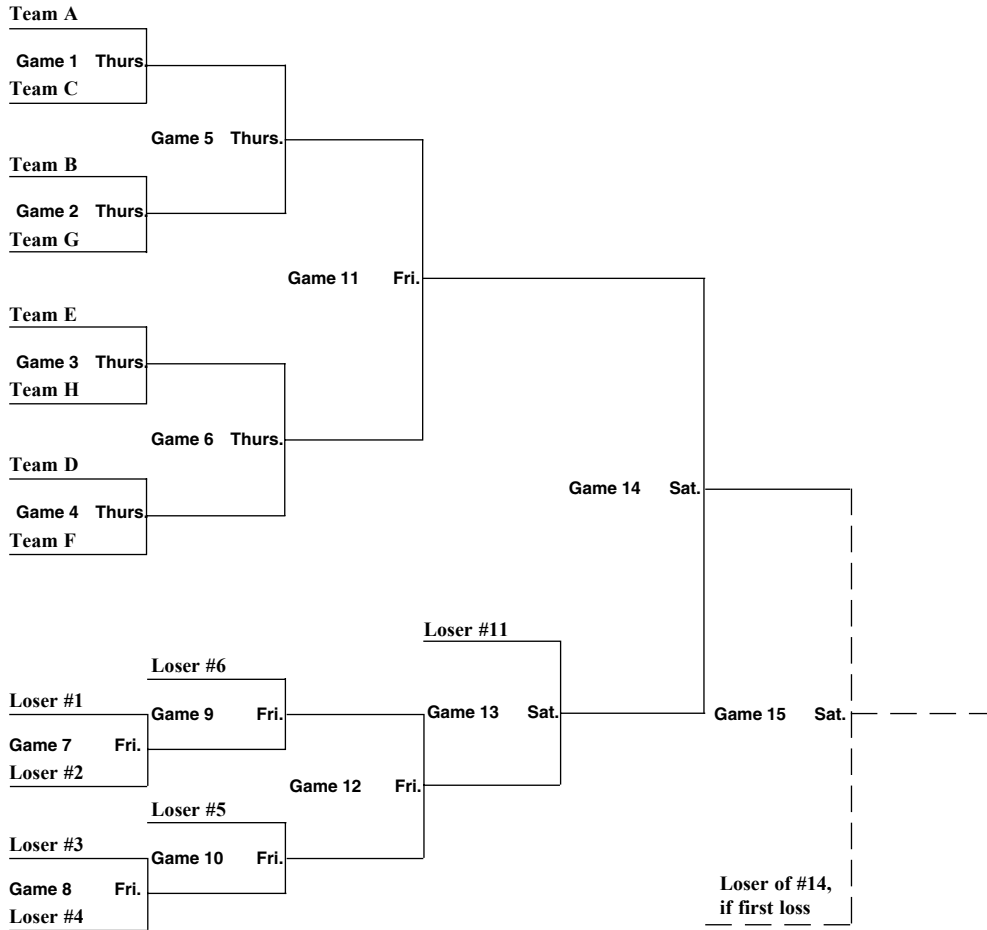 Team A
Game 1 Thurs.
Team C
Game 5 Thurs.
Team B
Game 2 Thurs.
Team G
Game 11 Fri.
Team E
Game 3 Thurs.
Team H
Game 6 Thurs.
Team D
Game 4 Thurs.
Team F
Game 14 Sat.
Loser #11
Loser #6
Loser #1
Game 9 Fri.
Game 13 Sat.
Game 15 Sat.
Game 7 Fri.
Loser #2
Game 12 Fri.
Loser #5
Loser #3
Game 10 Fri.
Game 8 Fri.
Loser #4
Loser of #14,
if first loss